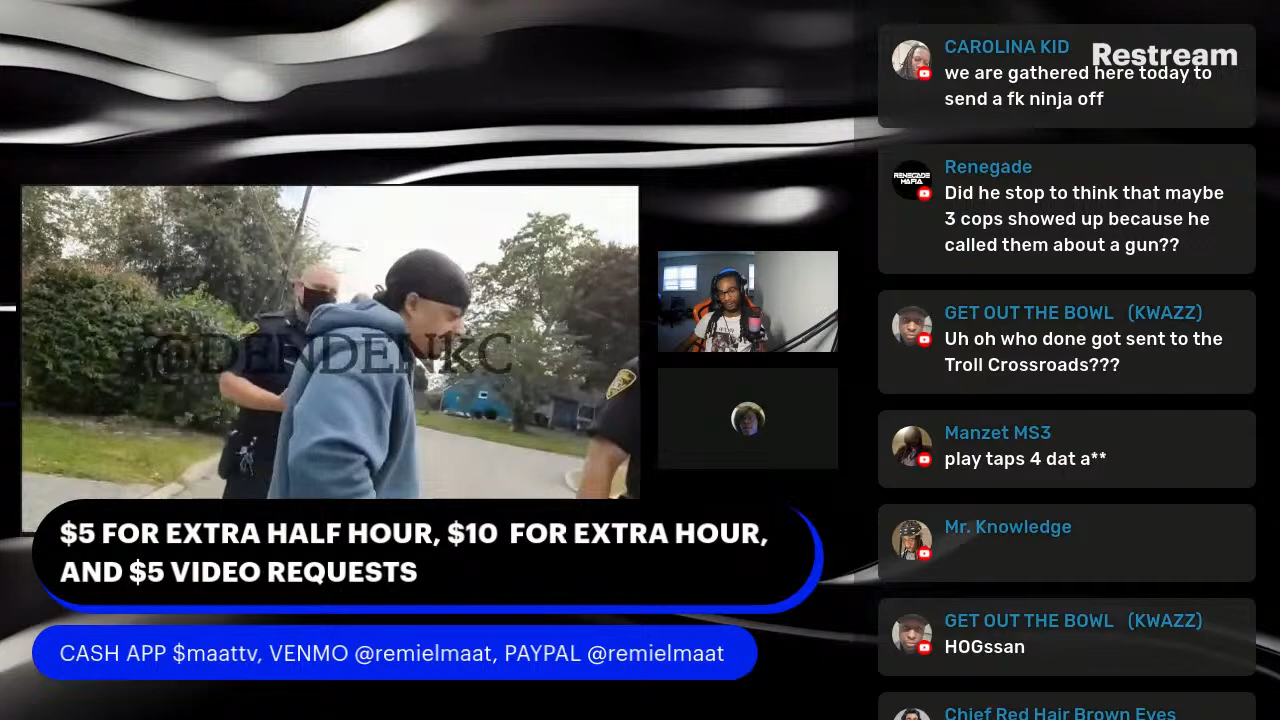 Restream
CAROLINA KID
we are gathered here today to
send a fk ninja off
Renegade
Did he stop to think that maybe
3 cops showed up because he
called them about a gun??
GET OUT THE BOWL (KWAZZ)
Uh oh who done got sent to the
Troll Crossroads???
Manzet MS3
play taps 4 dat a**
Mr. Knowledge
GET OUT THE BOWL (KWAZZ)
HOGssan
Chief Red Hair Brown Eyes
RENEGADE
MAFIA
@DENDENKC
$5 FOR EXTRA HALF HOUR, $10 FOR EXTRA HOUR,
AND $5 VIDEO REQUESTS
CASH APP $maattv, VENMO @remielmaat, PAYPAL @remielmaat